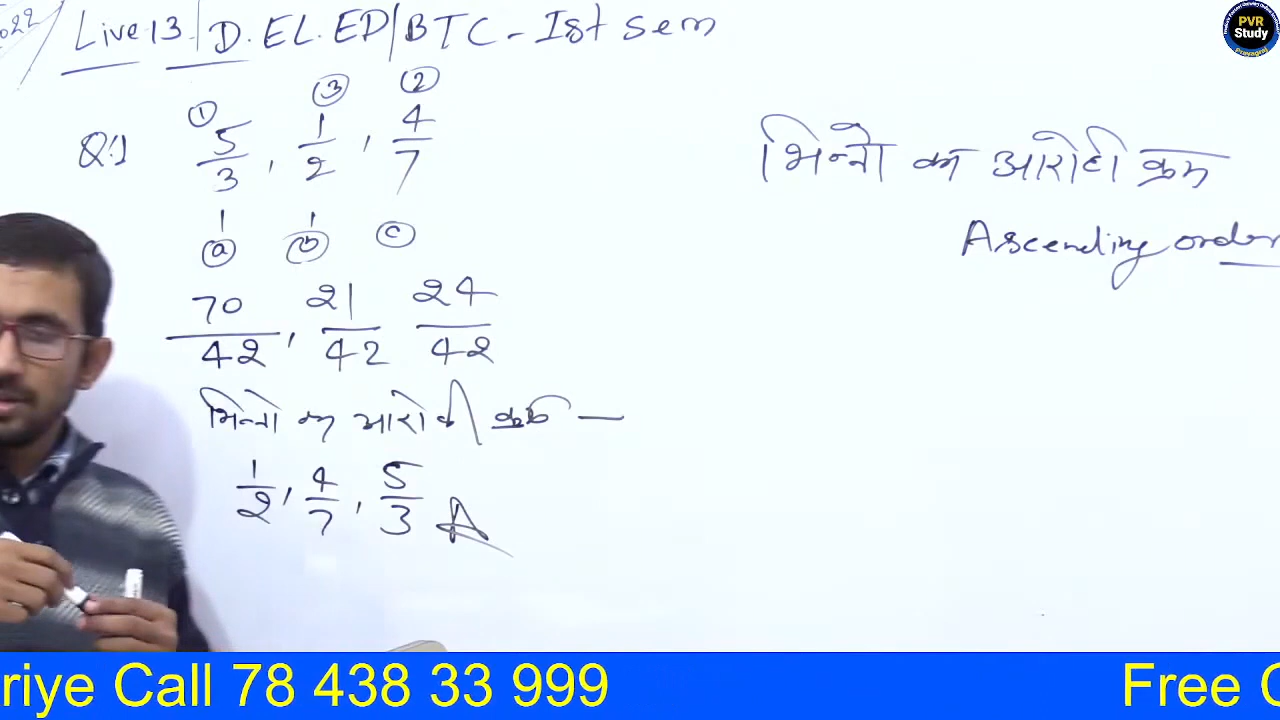 2022
Live 13 | D. EL. ED/BTC - Ist Sem
PVR
Study
Prayagraj
① ③ ②
Q.1 5/3, 1/2, 4/7
भिन्नो का आरोही क्रम
Ascending order
ⓐ ⓑ ⓒ
70/42, 21/42 24/42
भिन्नो का आरोही क्रम —
1/2, 4/7, 5/3 A
riye Call 78 438 33 999 Free C